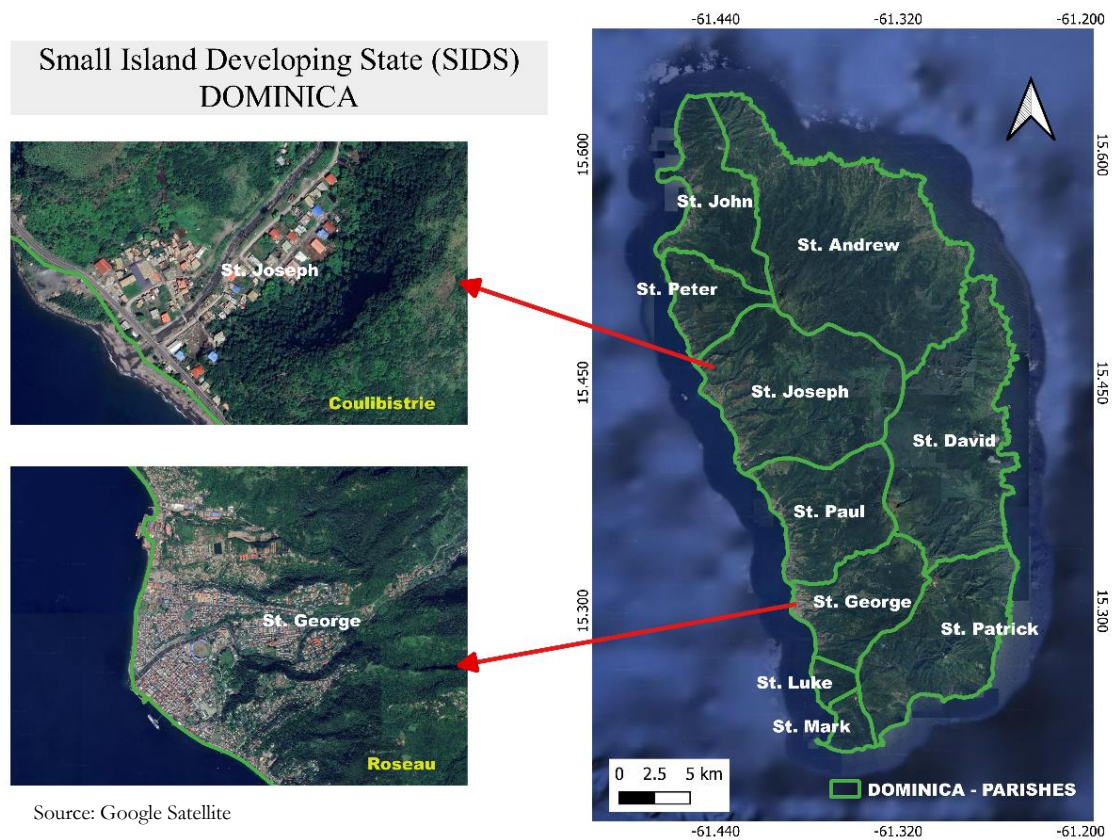 Small Island Developing State (SIDS)
DOMINICA
St. Joseph
Coulibistrie
St. George
Roseau
Source: Google Satellite
-61.440 -61.320 -61.200
15.600 15.600
St. John
St. Andrew
St. Peter
15.450 15.450
St. Joseph
St. David
St. Paul
15.300 15.300
St. George
St. Patrick
St. Luke
St. Mark
0 2.5 5 km
DOMINICA - PARISHES
-61.440 -61.320 -61.200